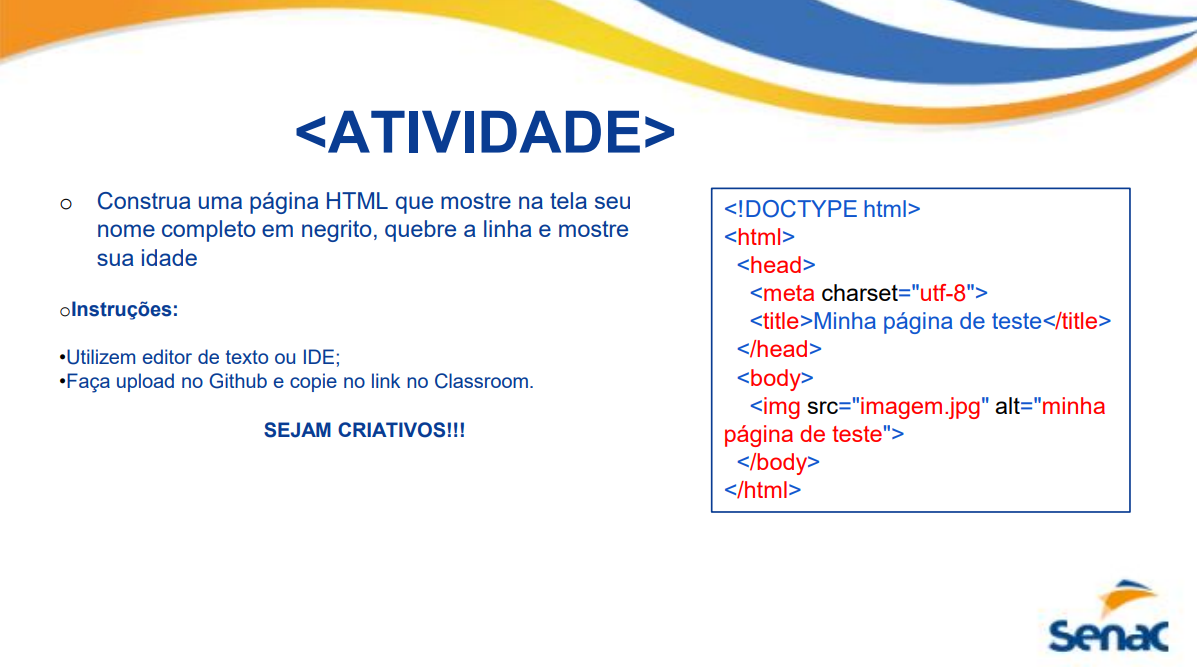 <ATIVIDADE>
o Construa uma página HTML que mostre na tela seu
nome completo em negrito, quebre a linha e mostre
sua idade
oInstruções:
•Utilizem editor de texto ou IDE;
•Faça upload no Github e copie no link no Classroom.
SEJAM CRIATIVOS!!!
<!DOCTYPE html>
<html>
<head>
<meta charset="utf-8">
<title>Minha página de teste</title>
</head>
<body>
<img src="imagem.jpg" alt="minha
página de teste">
</body>
</html>
Senac